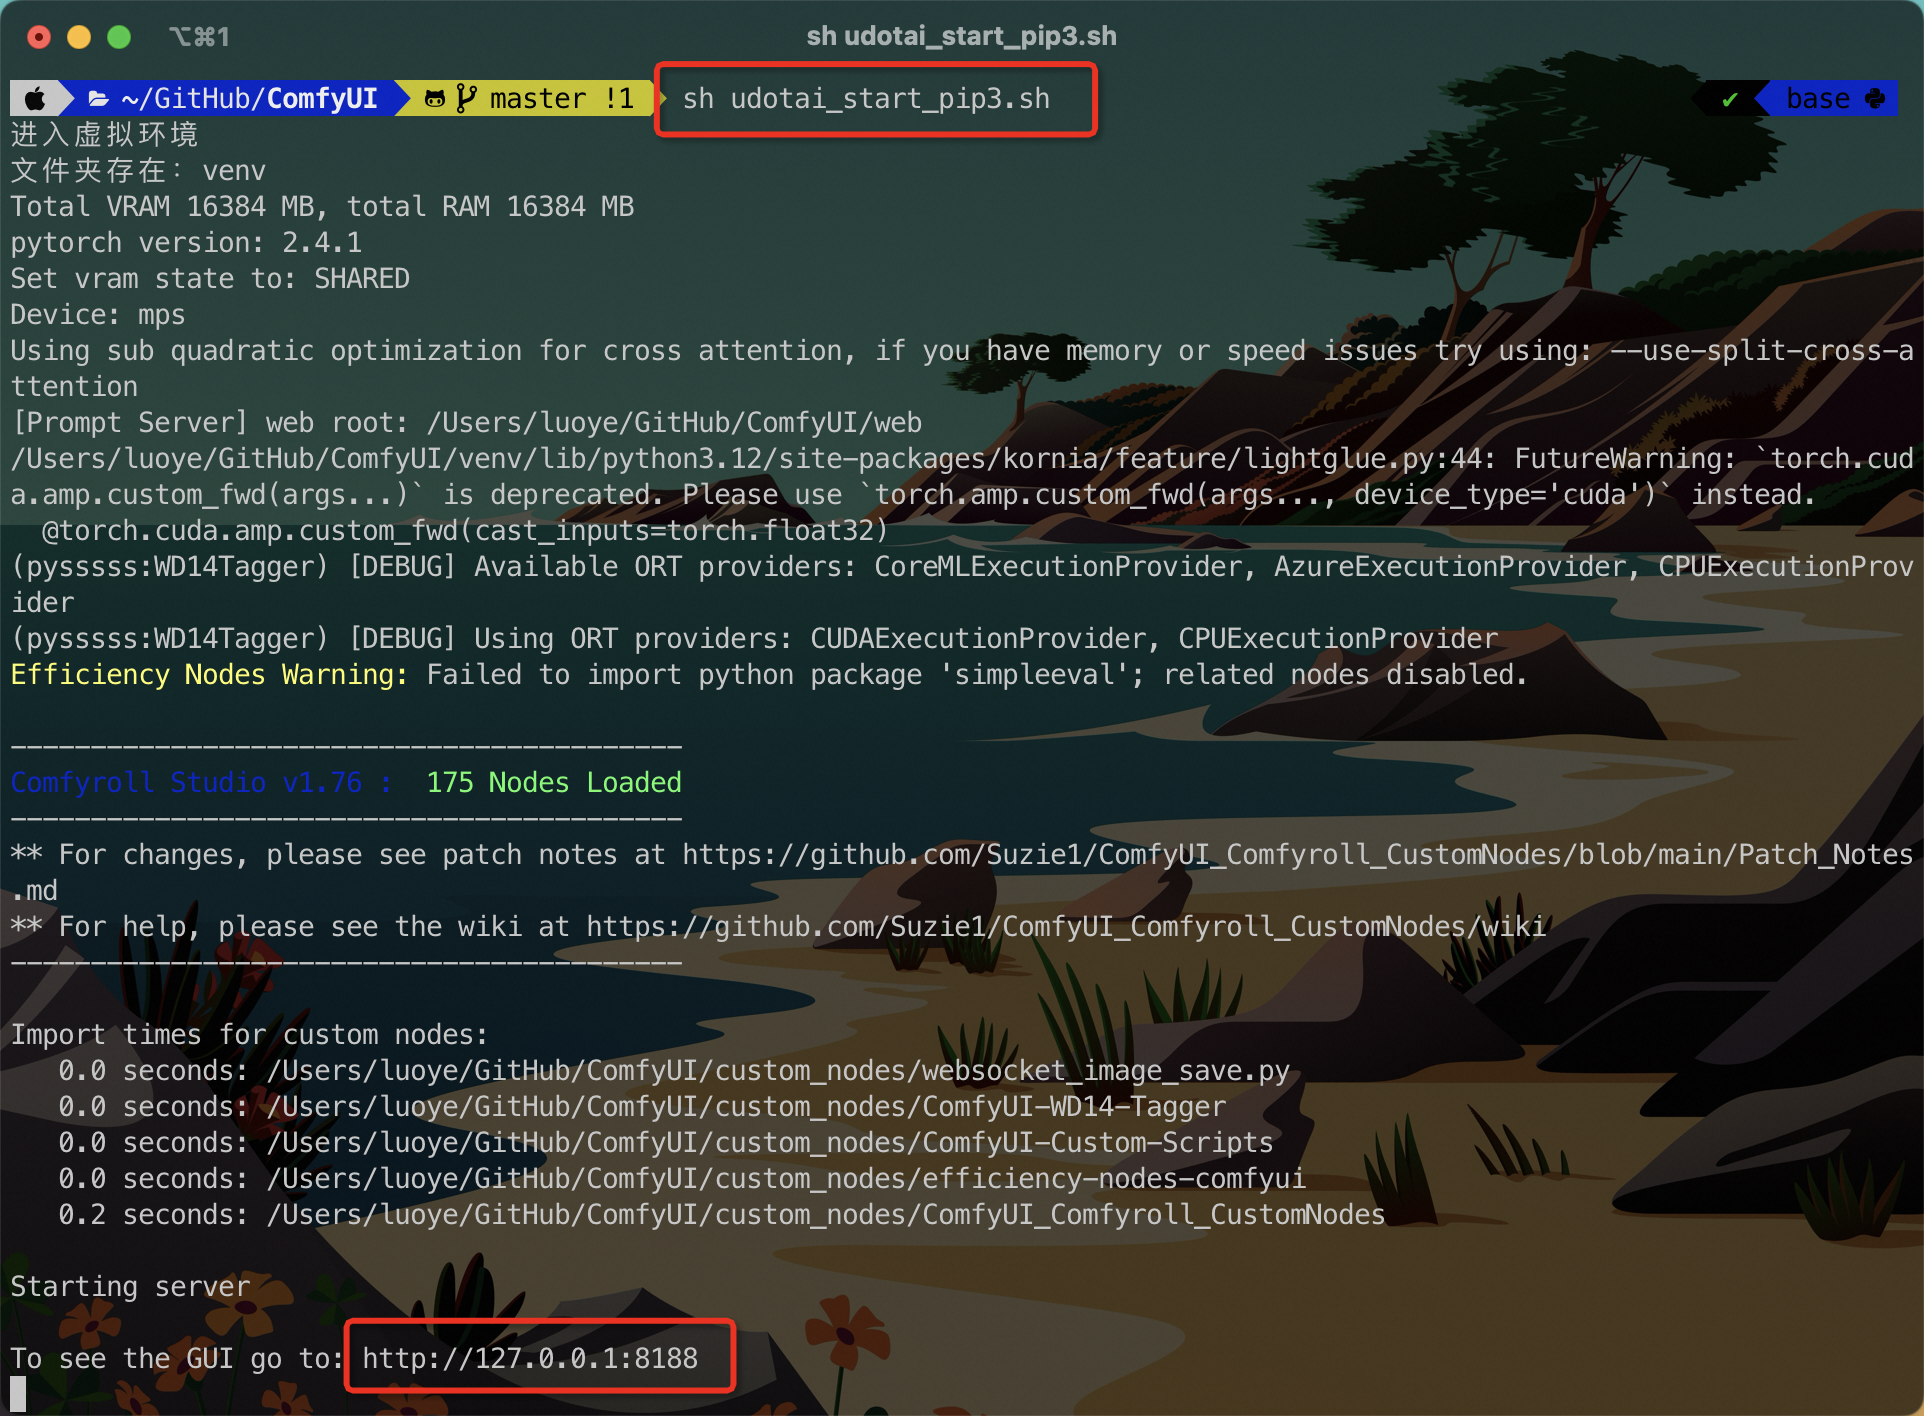 ⌥⌘1
sh udotai_start_pip3.sh
~/GitHub/ComfyUI master !1 sh udotai_start_pip3.sh ✔ base
进入虚拟环境
文件夹存在: venv
Total VRAM 16384 MB, total RAM 16384 MB
pytorch version: 2.4.1
Set vram state to: SHARED
Device: mps
Using sub quadratic optimization for cross attention, if you have memory or speed issues try using: --use-split-cross-a
ttention
[Prompt Server] web root: /Users/luoye/GitHub/ComfyUI/web
/Users/luoye/GitHub/ComfyUI/venv/lib/python3.12/site-packages/kornia/feature/lightglue.py:44: FutureWarning: `torch.cud
a.amp.custom_fwd(args...)` is deprecated. Please use `torch.amp.custom_fwd(args..., device_type='cuda')` instead.
  @torch.cuda.amp.custom_fwd(cast_inputs=torch.float32)
(pysssss:WD14Tagger) [DEBUG] Available ORT providers: CoreMLExecutionProvider, AzureExecutionProvider, CPUExecutionProv
ider
(pysssss:WD14Tagger) [DEBUG] Using ORT providers: CUDAExecutionProvider, CPUExecutionProvider
Efficiency Nodes Warning: Failed to import python package 'simpleeval'; related nodes disabled.
------------------------------------------
Comfyroll Studio v1.76 :  175 Nodes Loaded
------------------------------------------
** For changes, please see patch notes at https://github.com/Suzie1/ComfyUI_Comfyroll_CustomNodes/blob/main/Patch_Notes
.md
** For help, please see the wiki at https://github.com/Suzie1/ComfyUI_Comfyroll_CustomNodes/wiki
------------------------------------------
Import times for custom nodes:
   0.0 seconds: /Users/luoye/GitHub/ComfyUI/custom_nodes/websocket_image_save.py
   0.0 seconds: /Users/luoye/GitHub/ComfyUI/custom_nodes/ComfyUI-WD14-Tagger
   0.0 seconds: /Users/luoye/GitHub/ComfyUI/custom_nodes/ComfyUI-Custom-Scripts
   0.0 seconds: /Users/luoye/GitHub/ComfyUI/custom_nodes/efficiency-nodes-comfyui
   0.2 seconds: /Users/luoye/GitHub/ComfyUI/custom_nodes/ComfyUI_Comfyroll_CustomNodes
Starting server
To see the GUI go to: http://127.0.0.1:8188